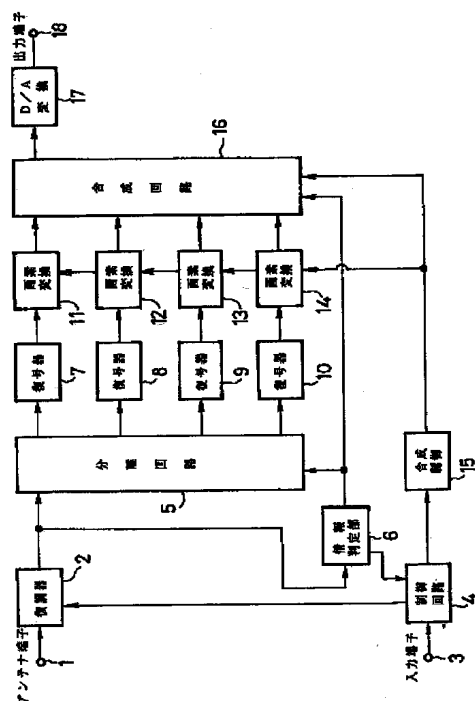 アンテナ端子
1
復調器
2
入力端子
3
制御
回路
4
分離回路
5
情報
判定部
6
復号器
7
復号器
8
復号器
9
復号器
10
画素
変換
11
画素
変換
12
画素
変換
13
画素
変換
14
合成
制御
15
合成回路
16
D/A
変換
17
出力端子
18